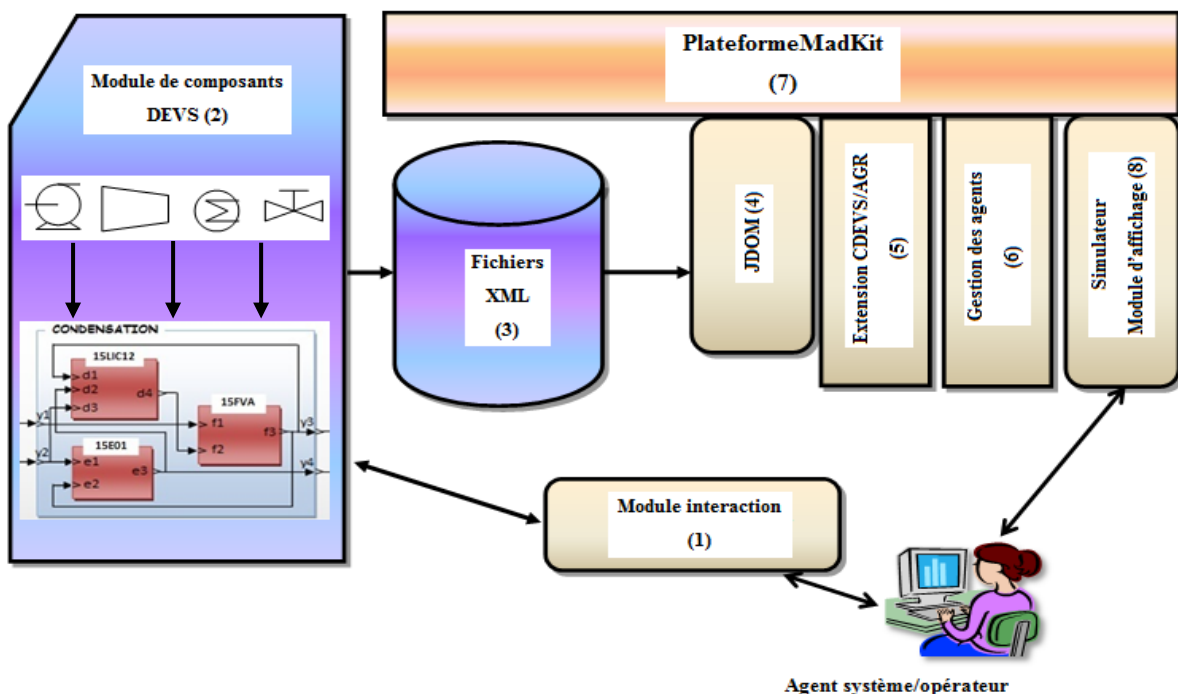 PlateformeMadKit
(7)
Module de composants
DEVS (2)
JDOM (4)
Extension CDEVS/AGR
(5)
Gestion des agents
(6)
Simulateur
Module d'affichage (8)
Fichiers
XML
(3)
CONDENSATION
15LIC12
d1
d2
d3
d4
15FVA
f1
f2
f3
15E01
e1
e2
e3
y1
y2
y3
y4
Module interaction
(1)
Agent système/opérateur